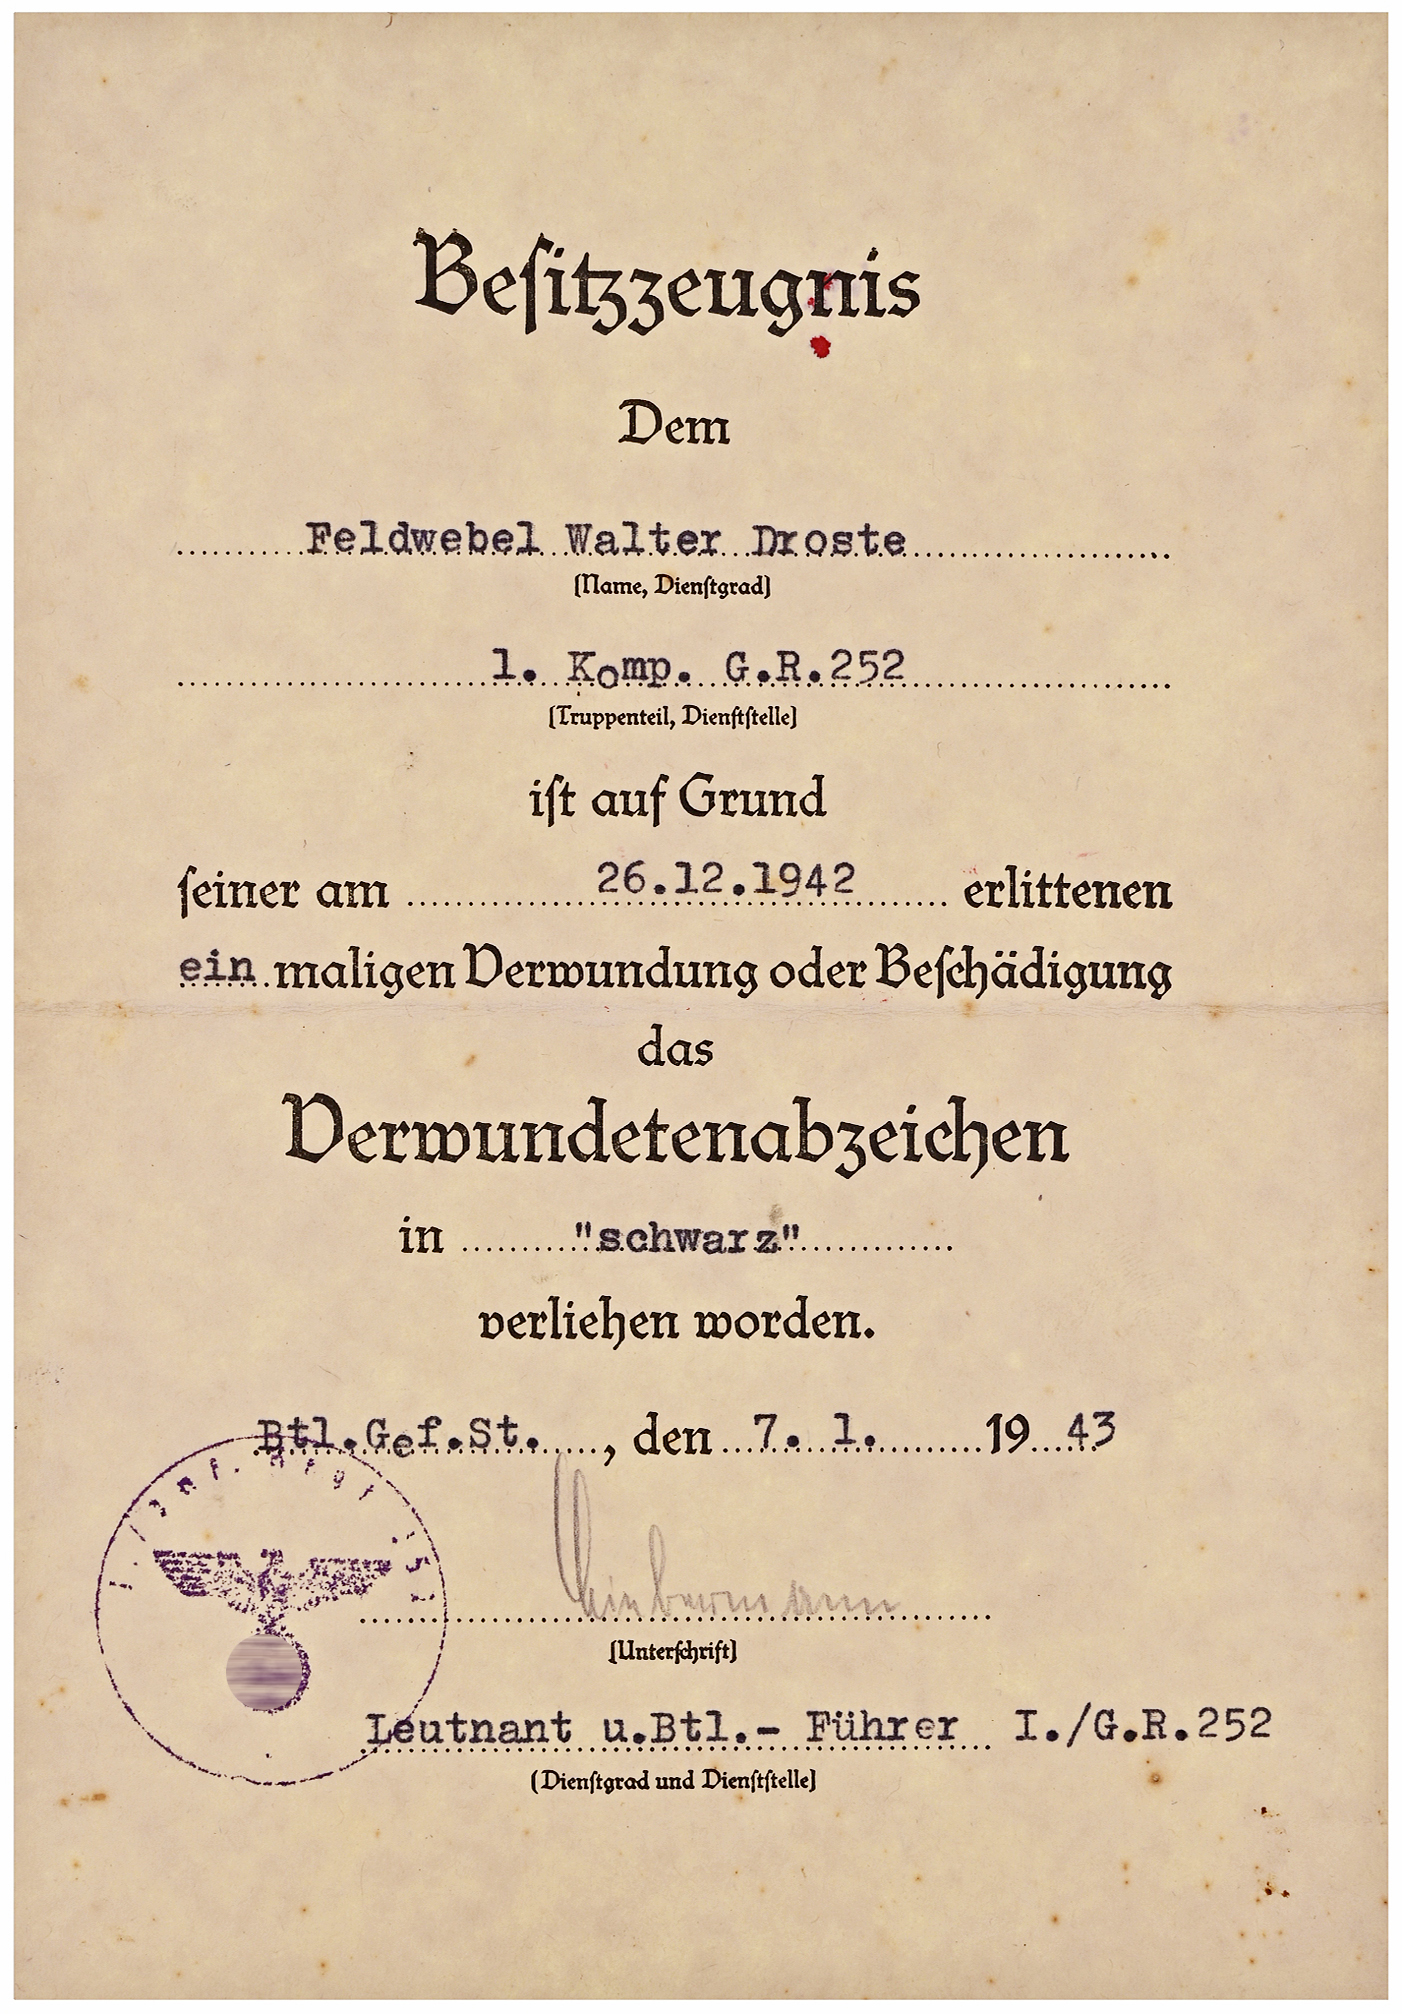 Besitzzeugnis
Dem
Feldwebel Walter Droste
(Name, Dienstgrad)
1. Komp. G.R.252
(Truppenteil, Dienststelle)
ist auf Grund
seiner am 26.12.1942 erlittenen
ein maligen Verwundung oder Beschädigung
das
Verwundetenabzeichen
in "schwarz"
verliehen worden.
Btl.Gef.St. , den 7. 1. 19 43
(Unterschrift)
Leutnant u.Btl.- Führer I./G.R.252
(Dienstgrad und Dienststelle)